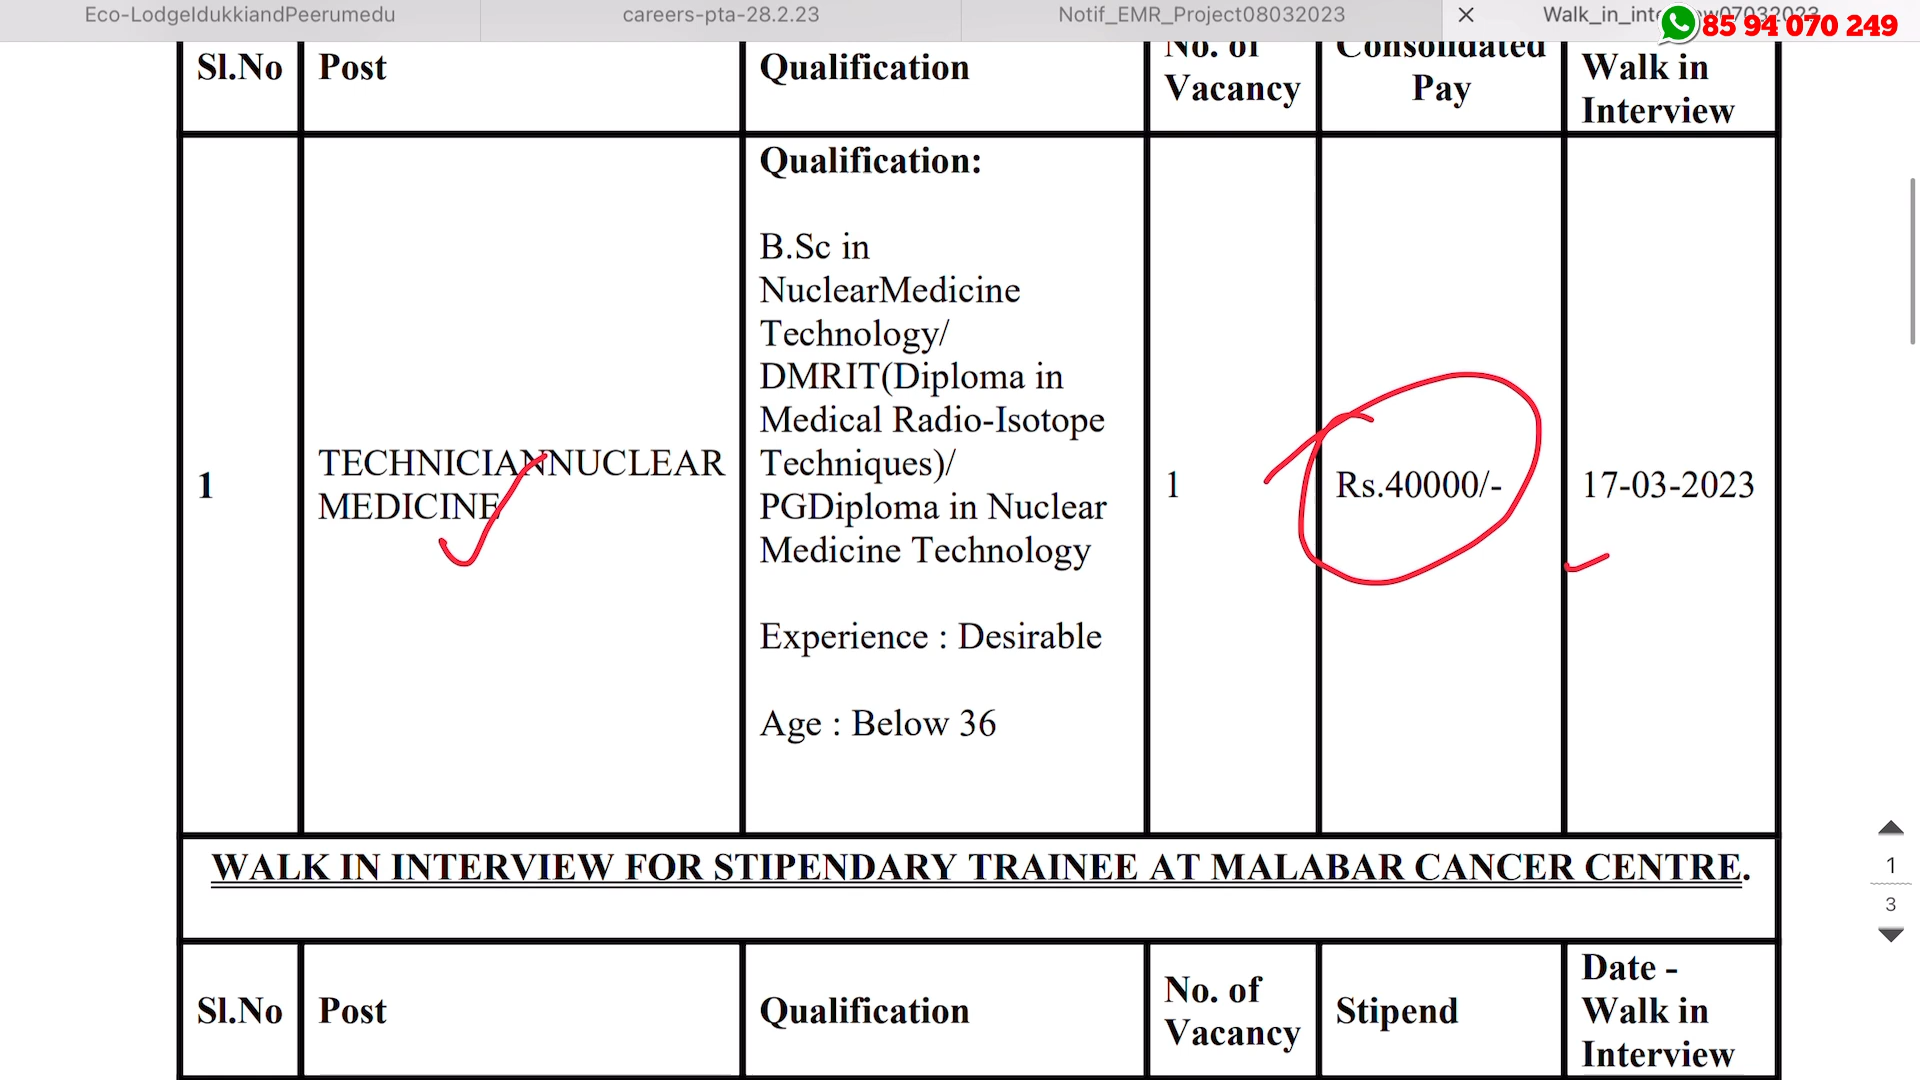 Eco-LodgeIdukkiandPeerumedu
careers-pta-28.2.23
Notif_EMR_Project08032023
85 94 070 249
Sl.No
Post
Qualification
No. of
Vacancy
Consolidated
Pay
Walk in
Interview
1
TECHNICIANNUCLEAR
MEDICINE
Qualification:
B.Sc in
NuclearMedicine
Technology/
DMRIT(Diploma in
Medical Radio-Isotope
Techniques)/
PGDiploma in Nuclear
Medicine Technology
Experience : Desirable
Age : Below 36
1
Rs.40000/-
17-03-2023
WALK IN INTERVIEW FOR STIPENDARY TRAINEE AT MALABAR CANCER CENTRE.
Sl.No
Post
Qualification
No. of
Vacancy
Stipend
Date -
Walk in
Interview
1
3